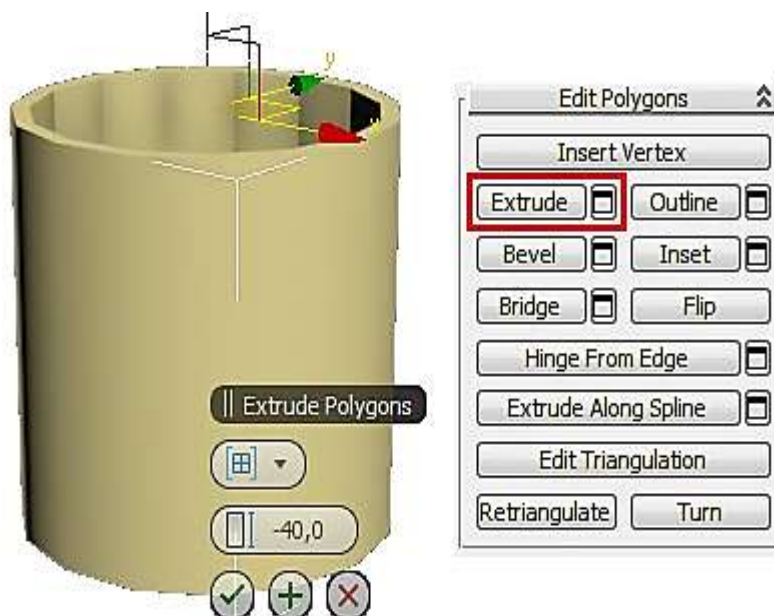 y
Extrude Polygons
-40,0
Edit Polygons
Insert Vertex
Extrude Outline
Bevel Inset
Bridge Flip
Hinge From Edge
Extrude Along Spline
Edit Triangulation
Retriangulate Turn